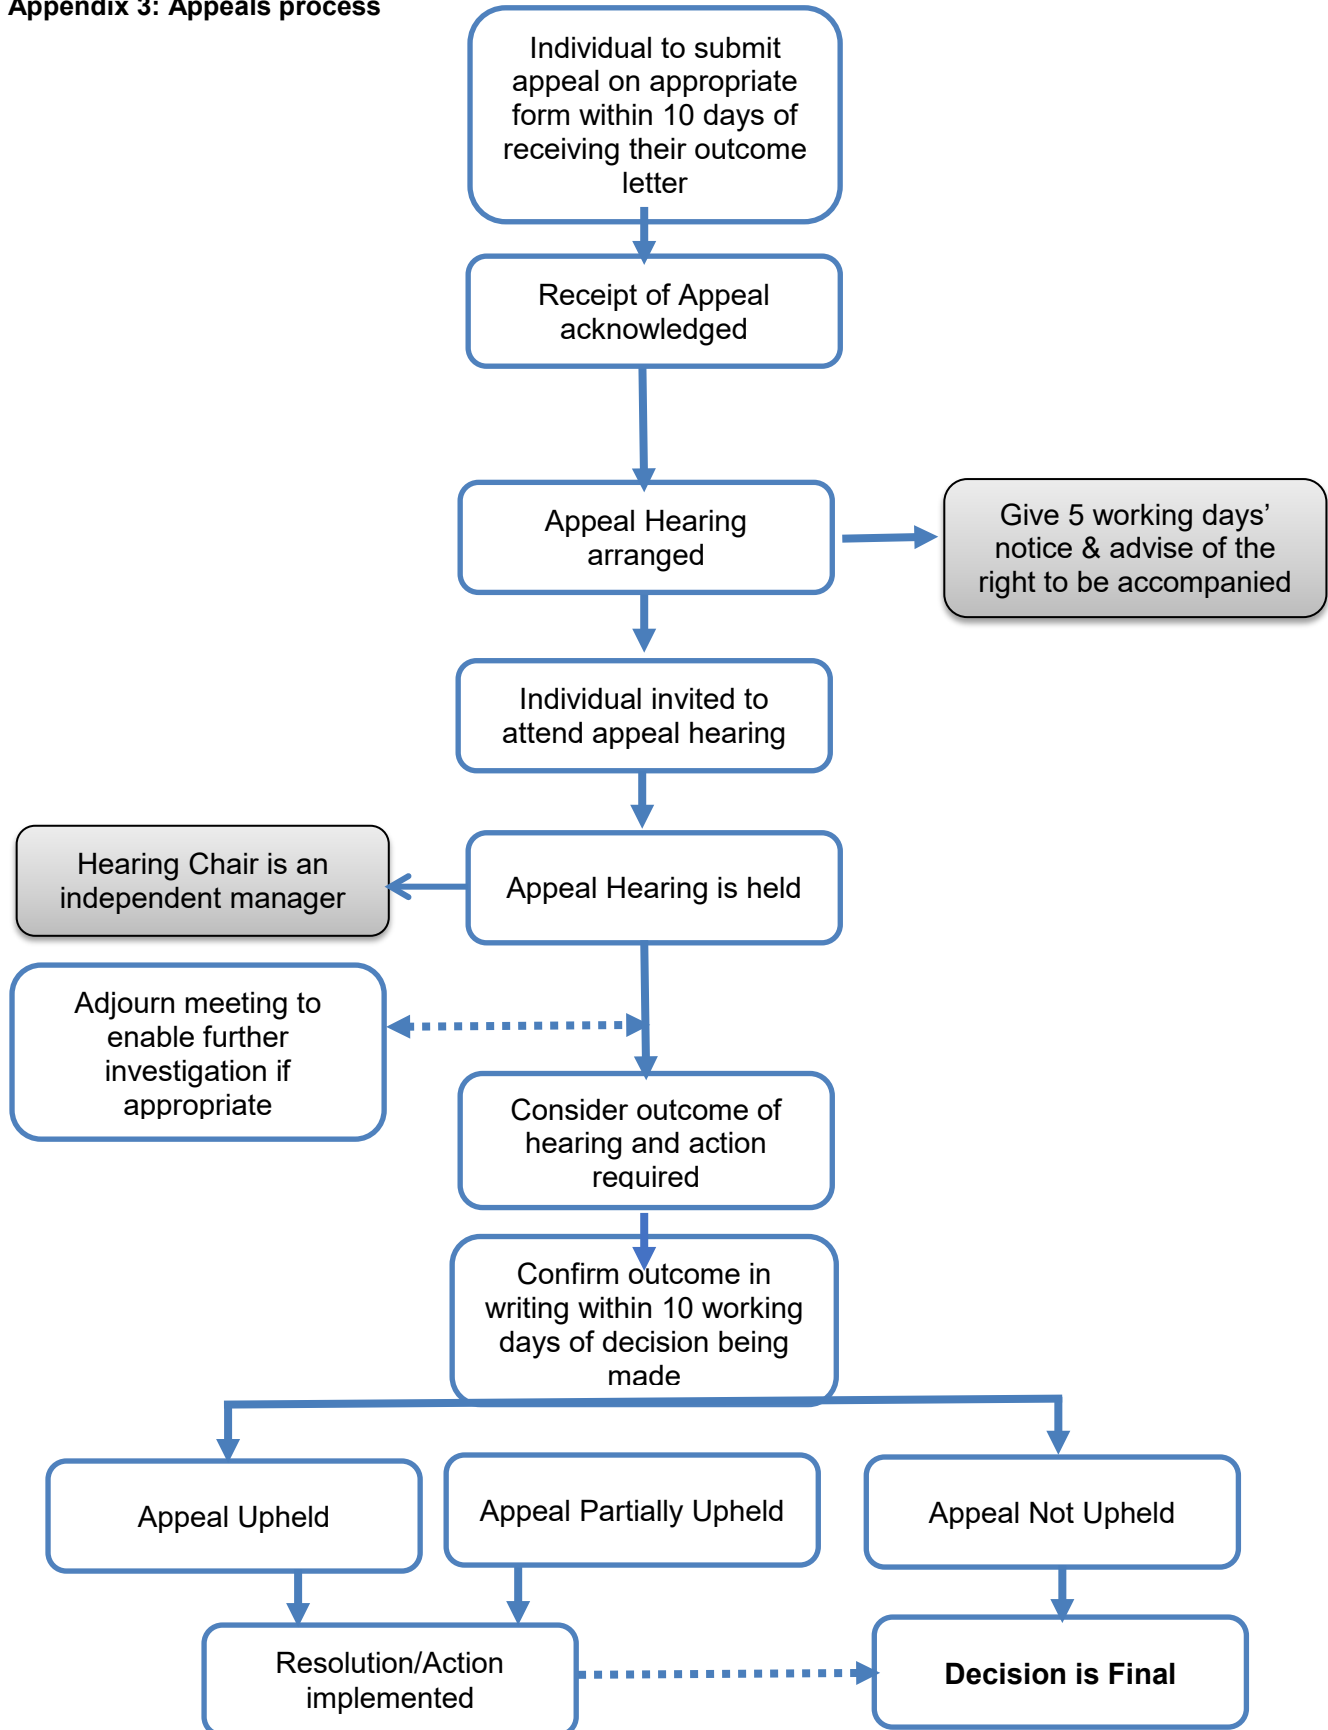 Appendix 3: Appeals process
Individual to submit
appeal on appropriate
form within 10 days of
receiving their outcome
letter
Receipt of Appeal
acknowledged
Appeal Hearing
arranged
Give 5 working days’
notice & advise of the
right to be accompanied
Individual invited to
attend appeal hearing
Hearing Chair is an
independent manager
Appeal Hearing is held
Adjourn meeting to
enable further
investigation if
appropriate
Consider outcome of
hearing and action
required
Confirm outcome in
writing within 10 working
days of decision being
made
Appeal Upheld
Appeal Partially Upheld
Appeal Not Upheld
Resolution/Action
implemented
Decision is Final